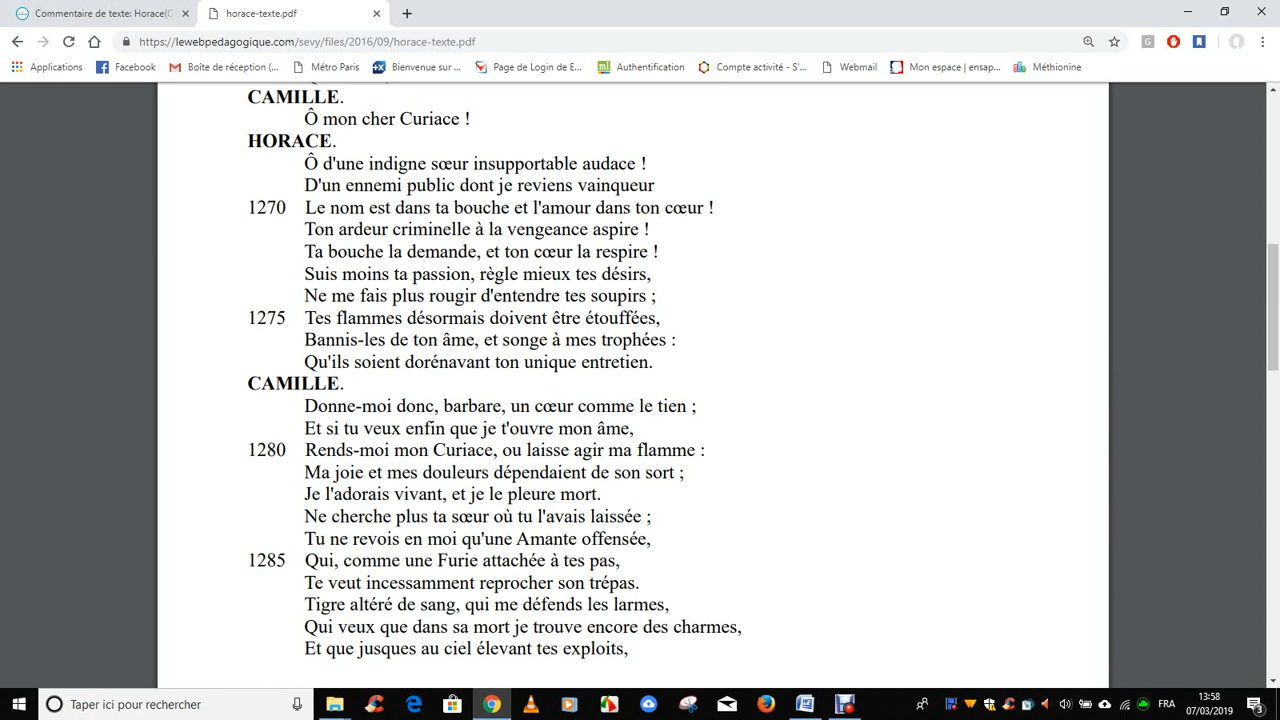 Commentaire de texte: Horace(C
horace-texte.pdf
https://lewebpedagogique.com/sevy/files/2016/09/horace-texte.pdf
Applications
Facebook
Boîte de réception (...
Métro Paris
Bienvenue sur ...
Page de Login de E...
Authentification
Compte activité - S'...
Webmail
Mon espace | ensap...
Méthionine
CAMILLE.
Ô mon cher Curiace !
HORACE.
Ô d'une indigne sœur insupportable audace !
D'un ennemi public dont je reviens vainqueur
1270 Le nom est dans ta bouche et l'amour dans ton cœur !
Ton ardeur criminelle à la vengeance aspire !
Ta bouche la demande, et ton cœur la respire !
Suis moins ta passion, règle mieux tes désirs,
Ne me fais plus rougir d'entendre tes soupirs ;
1275 Tes flammes désormais doivent être étouffées,
Bannis-les de ton âme, et songe à mes trophées :
Qu'ils soient dorénavant ton unique entretien.
CAMILLE.
Donne-moi donc, barbare, un cœur comme le tien ;
Et si tu veux enfin que je t'ouvre mon âme,
1280 Rends-moi mon Curiace, ou laisse agir ma flamme :
Ma joie et mes douleurs dépendaient de son sort ;
Je l'adorais vivant, et je le pleure mort.
Ne cherche plus ta sœur où tu l'avais laissée ;
Tu ne revois en moi qu'une Amante offensée,
1285 Qui, comme une Furie attachée à tes pas,
Te veut incessamment reprocher son trépas.
Tigre altéré de sang, qui me défends les larmes,
Qui veux que dans sa mort je trouve encore des charmes,
Et que jusques au ciel élevant tes exploits,
Taper ici pour rechercher
FRA
13:58
07/03/2019